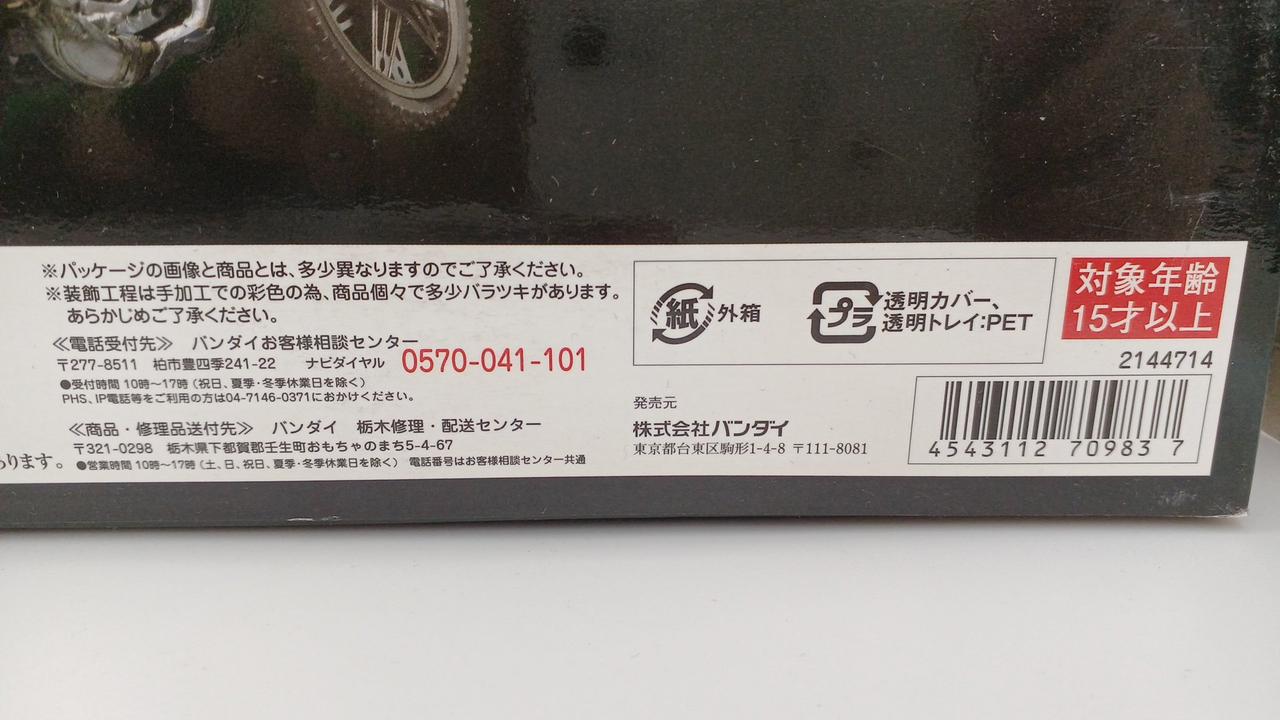 ※パッケージの画像と商品とは、多少異なりますのでご了承ください。
※装飾工程は手加工での彩色の為、商品個々で多少バラツキがあります。
あらかじめご了承ください。
≪電話受付先≫ バンダイお客様相談センター
〒277-8511 柏市豊四季241-22 ナビダイヤル 0570-041-101
●受付時間 10時～17時（祝日、夏季・冬季休業日を除く）
PHS、IP電話等をご利用の方は04-7146-0371におかけください。
≪商品・修理品送付先≫ バンダイ 栃木修理・配送センター
〒321-0298 栃木県下都賀郡壬生町おもちゃのまち5-4-67
ります。
●営業時間 10時～17時（土、日、祝日、夏季・冬季休業日を除く） 電話番号はお客様相談センター共通
紙 外箱
プラ 透明カバー、
透明トレイ:PET
発売元
株式会社バンダイ
東京都台東区駒形1-4-8 〒111-8081
対象年齢
15才以上
2144714
4543112 70983 7